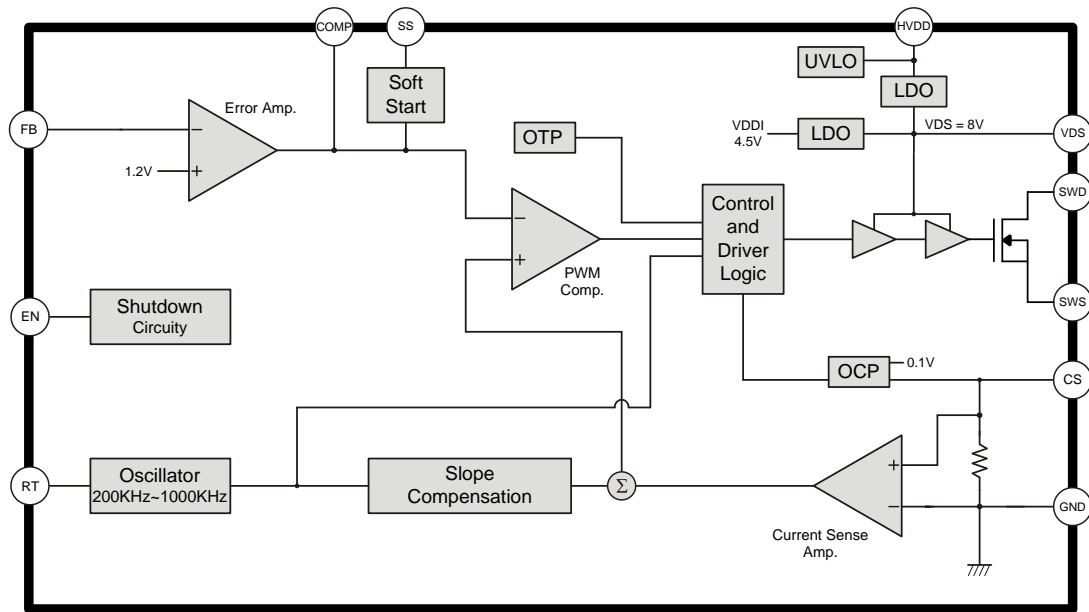 COMP
SS
HVDD
UVLO
LDO
Soft
Start
Error Amp.
FB
−
+
1.2V
OTP
VDDI
4.5V
LDO
VDS = 8V
VDS
SWD
Control
and
Driver
Logic
−
+
PWM
Comp.
EN
Shutdown
Circuity
SWS
OCP
0.1V
CS
RT
Oscillator
200KHz~1000KHz
Slope
Compensation
Σ
+
−
Current Sense
Amp.
GND